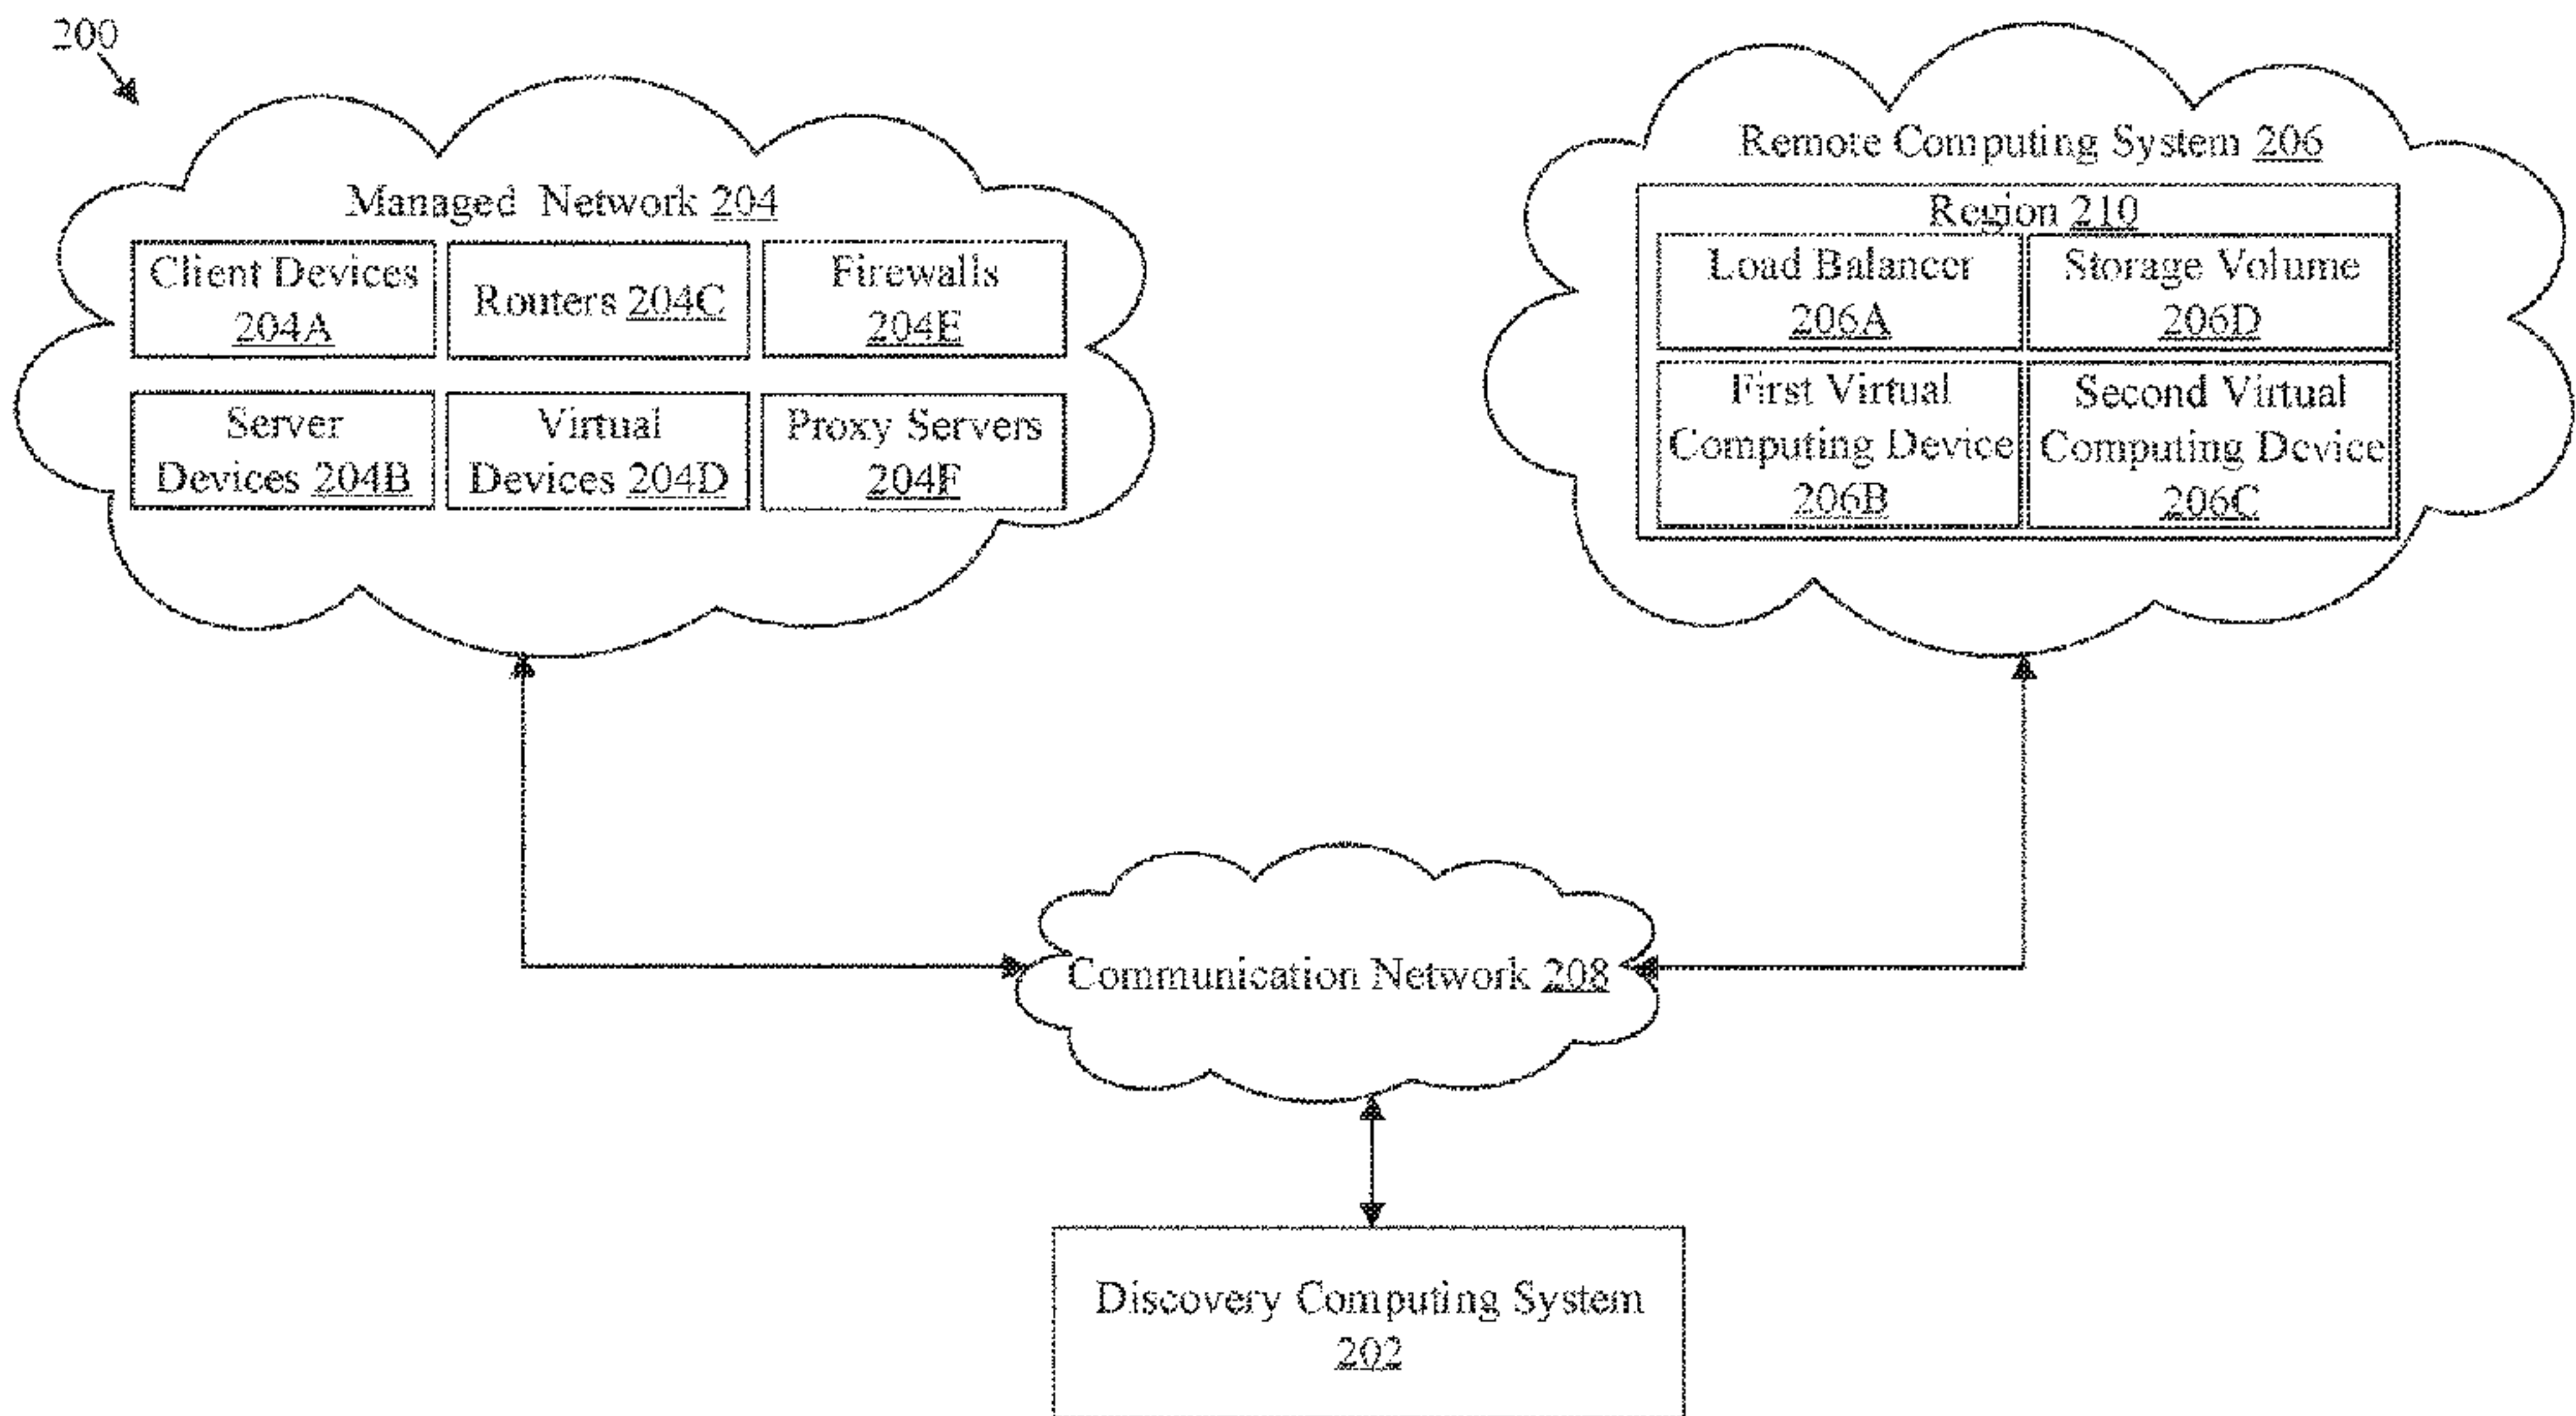 200
Managed Network 204
Client Devices
204A
Routers 204C
Firewalls
204E
Server
Devices 204B
Virtual
Devices 204D
Proxy Servers
204F
Remote Computing System 206
Region 210
Load Balancer
206A
Storage Volume
206D
First Virtual
Computing Device
206B
Second Virtual
Computing Device
206C
Communication Network 208
Discovery Computing System
202